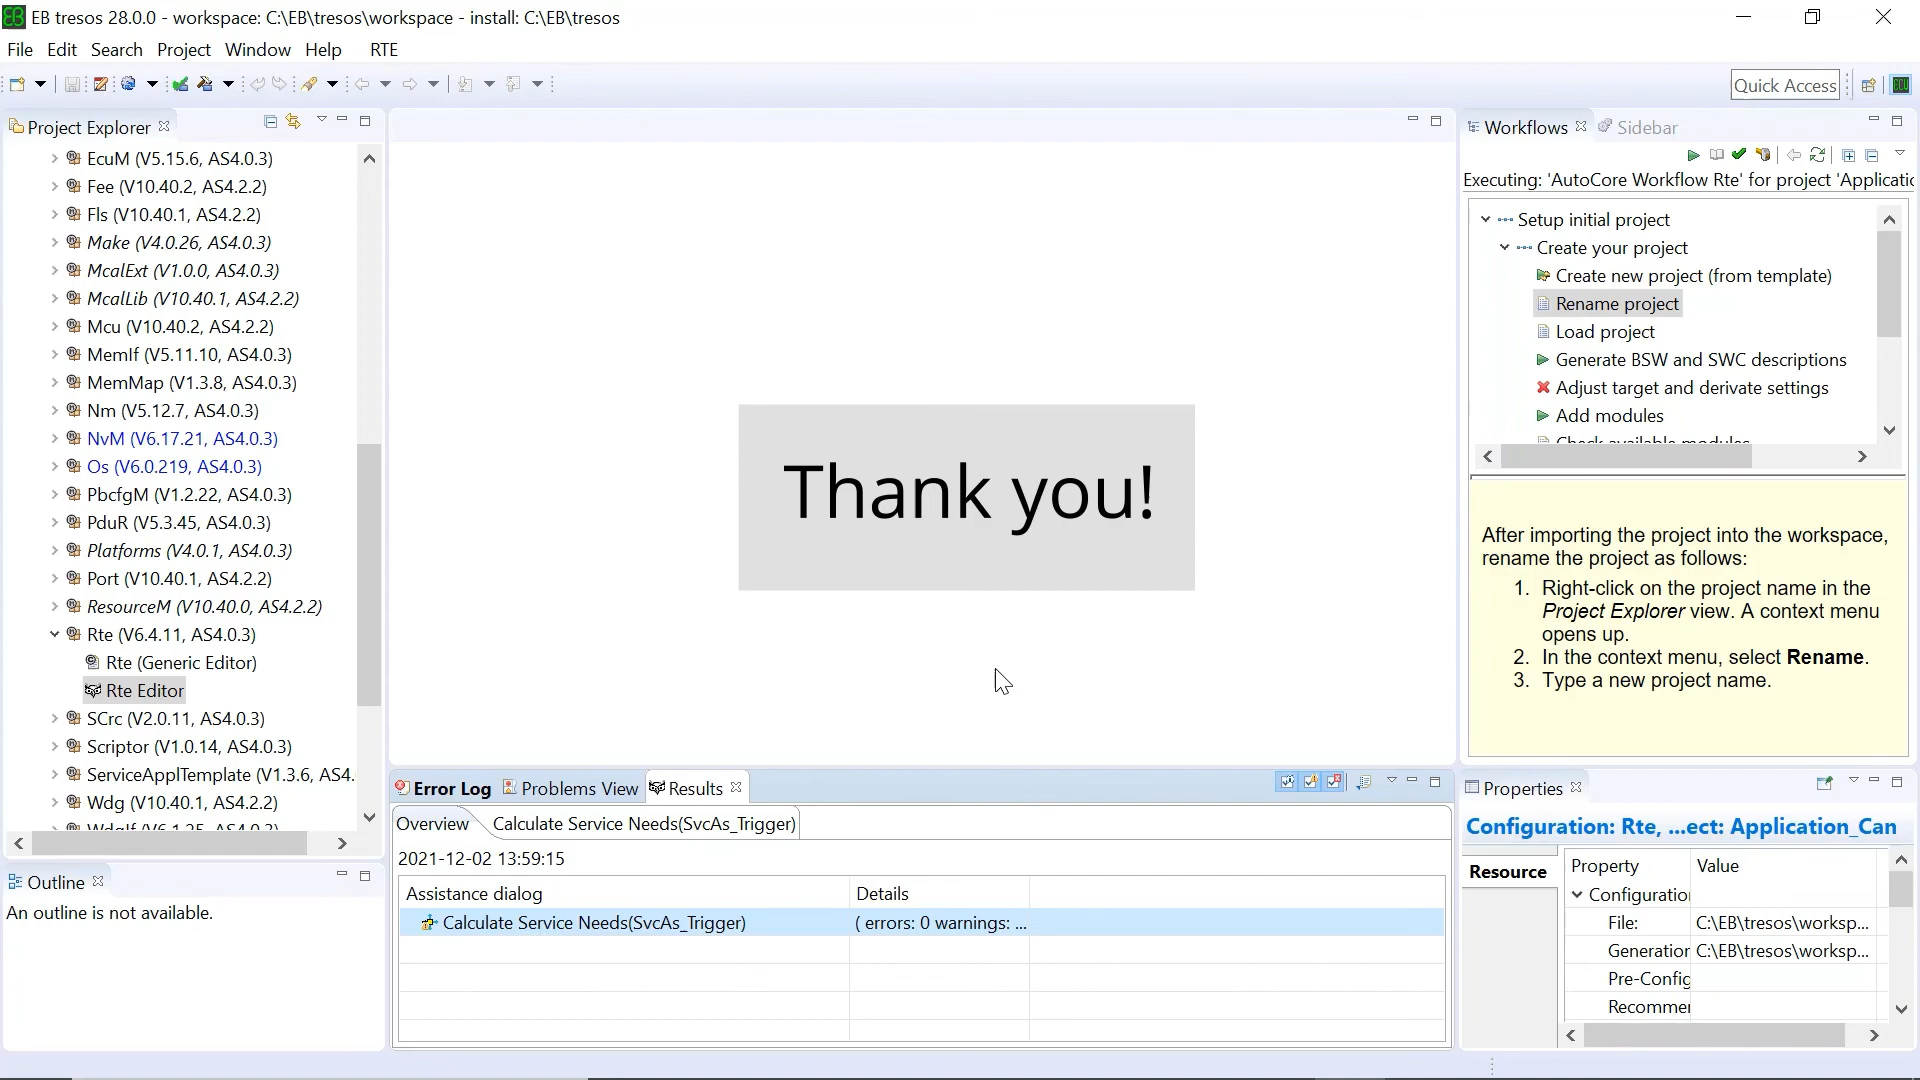 EB tresos 28.0.0 - workspace: C:\EB\tresos\workspace - install: C:\EB\tresos
File Edit Search Project Window Help RTE
Quick Access
Project Explorer
EcuM (V5.15.6, AS4.0.3)
Fee (V10.40.2, AS4.2.2)
Fls (V10.40.1, AS4.2.2)
Make (V4.0.26, AS4.0.3)
McalExt (V1.0.0, AS4.0.3)
McalLib (V10.40.1, AS4.2.2)
Mcu (V10.40.2, AS4.2.2)
MemIf (V5.11.10, AS4.0.3)
MemMap (V1.3.8, AS4.0.3)
Nm (V5.12.7, AS4.0.3)
NvM (V6.17.21, AS4.0.3)
Os (V6.0.219, AS4.0.3)
PbcfgM (V1.2.22, AS4.0.3)
PduR (V5.3.45, AS4.0.3)
Platforms (V4.0.1, AS4.0.3)
Port (V10.40.1, AS4.2.2)
ResourceM (V10.40.0, AS4.2.2)
Rte (V6.4.11, AS4.0.3)
Rte (Generic Editor)
Rte Editor
SCrc (V2.0.11, AS4.0.3)
Scriptor (V1.0.14, AS4.0.3)
ServiceApplTemplate (V1.3.6, AS4.
Wdg (V10.40.1, AS4.2.2)
Outline
An outline is not available.
Thank you!
Error Log Problems View Results
Overview Calculate Service Needs(SvcAs_Trigger)
2021-12-02 13:59:15
Assistance dialog Details
Calculate Service Needs(SvcAs_Trigger) ( errors: 0 warnings: ...
Workflows Sidebar
Executing: 'AutoCore Workflow Rte' for project 'Applicatic
Setup initial project
Create your project
Create new project (from template)
Rename project
Load project
Generate BSW and SWC descriptions
Adjust target and derivate settings
Add modules
Check available modules
After importing the project into the workspace,
rename the project as follows:
1. Right-click on the project name in the
Project Explorer view. A context menu
opens up.
2. In the context menu, select Rename.
3. Type a new project name.
Properties
Configuration: Rte, ...ect: Application_Can
Resource
Property Value
Configuratio
File: C:\EB\tresos\worksp...
Generation C:\EB\tresos\worksp...
Pre-Config
Recommer